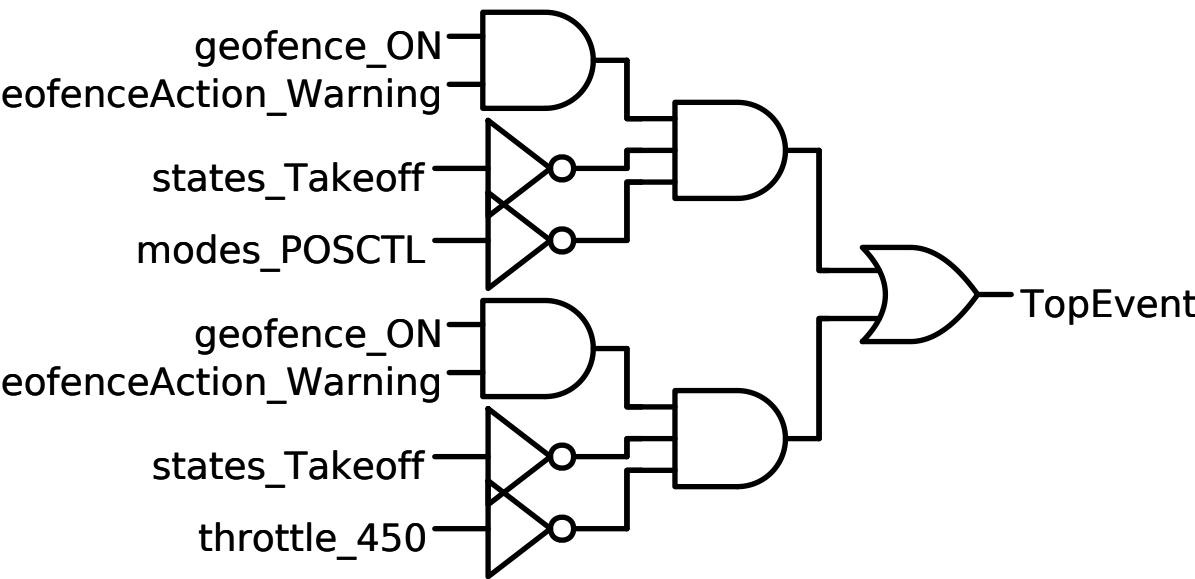 geofence_ON
eofenceAction_Warning
states_Takeoff
modes_POSCTL
TopEvent
geofence_ON
eofenceAction_Warning
states_Takeoff
throttle_450